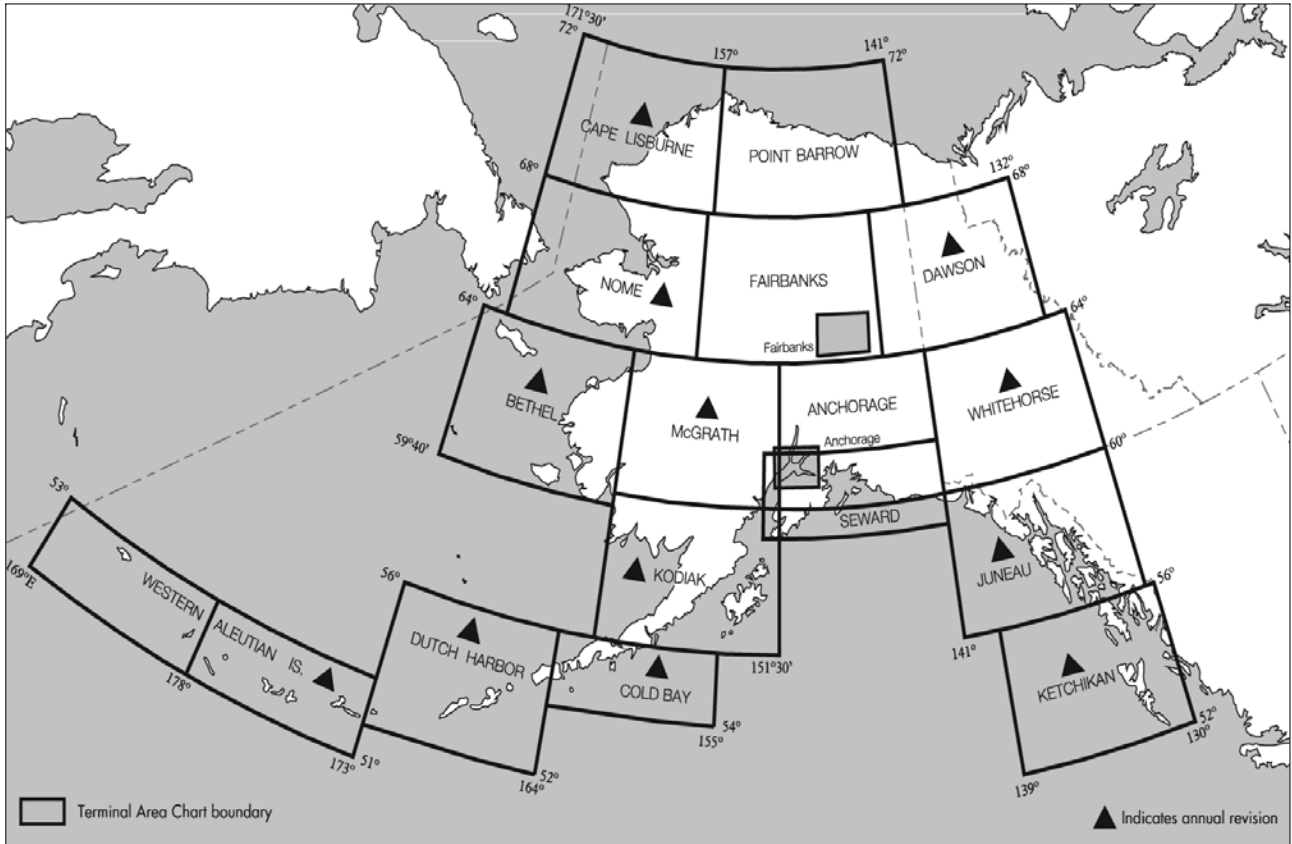 171°30'
72°
157°
141°
72°
CAPE LISBURNE
POINT BARROW
68°
132°
68°
NOME
FAIRBANKS
DAWSON
Fairbanks
64°
64°
BETHEL
McGRATH
ANCHORAGE
WHITEHORSE
Anchorage
59°40'
60°
53°
SEWARD
169°E
WESTERN
ALEUTIAN IS.
56°
KODIAK
JUNEAU
56°
DUTCH HARBOR
178°
COLD BAY
151°30'
141°
KETCHIKAN
54°
155°
52°
130°
173°
51°
164°
52°
139°
Terminal Area Chart boundary
Indicates annual revision